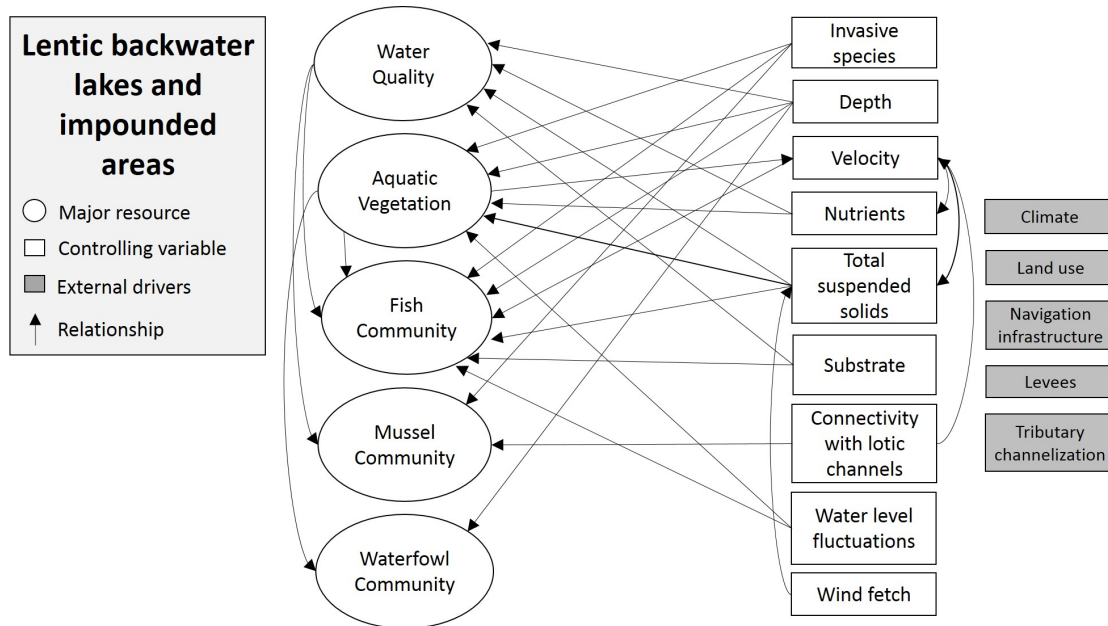 Lentic backwater
lakes and
impounded
areas
Major resource
Controlling variable
External drivers
Relationship
Water
Quality
Aquatic
Vegetation
Fish
Community
Mussel
Community
Waterfowl
Community
Invasive
species
Depth
Velocity
Nutrients
Total
suspended
solids
Substrate
Connectivity
with lotic
channels
Water level
fluctuations
Wind fetch
Climate
Land use
Navigation
infrastructure
Levees
Tributary
channelization